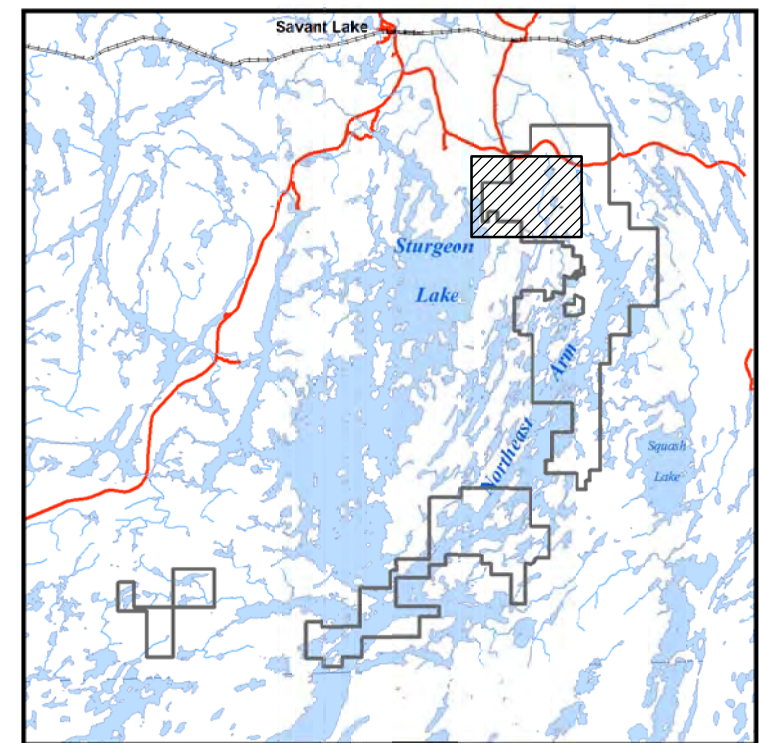 Savant Lake
Sturgeon
Lake
Northeast Arm
Squash
Lake